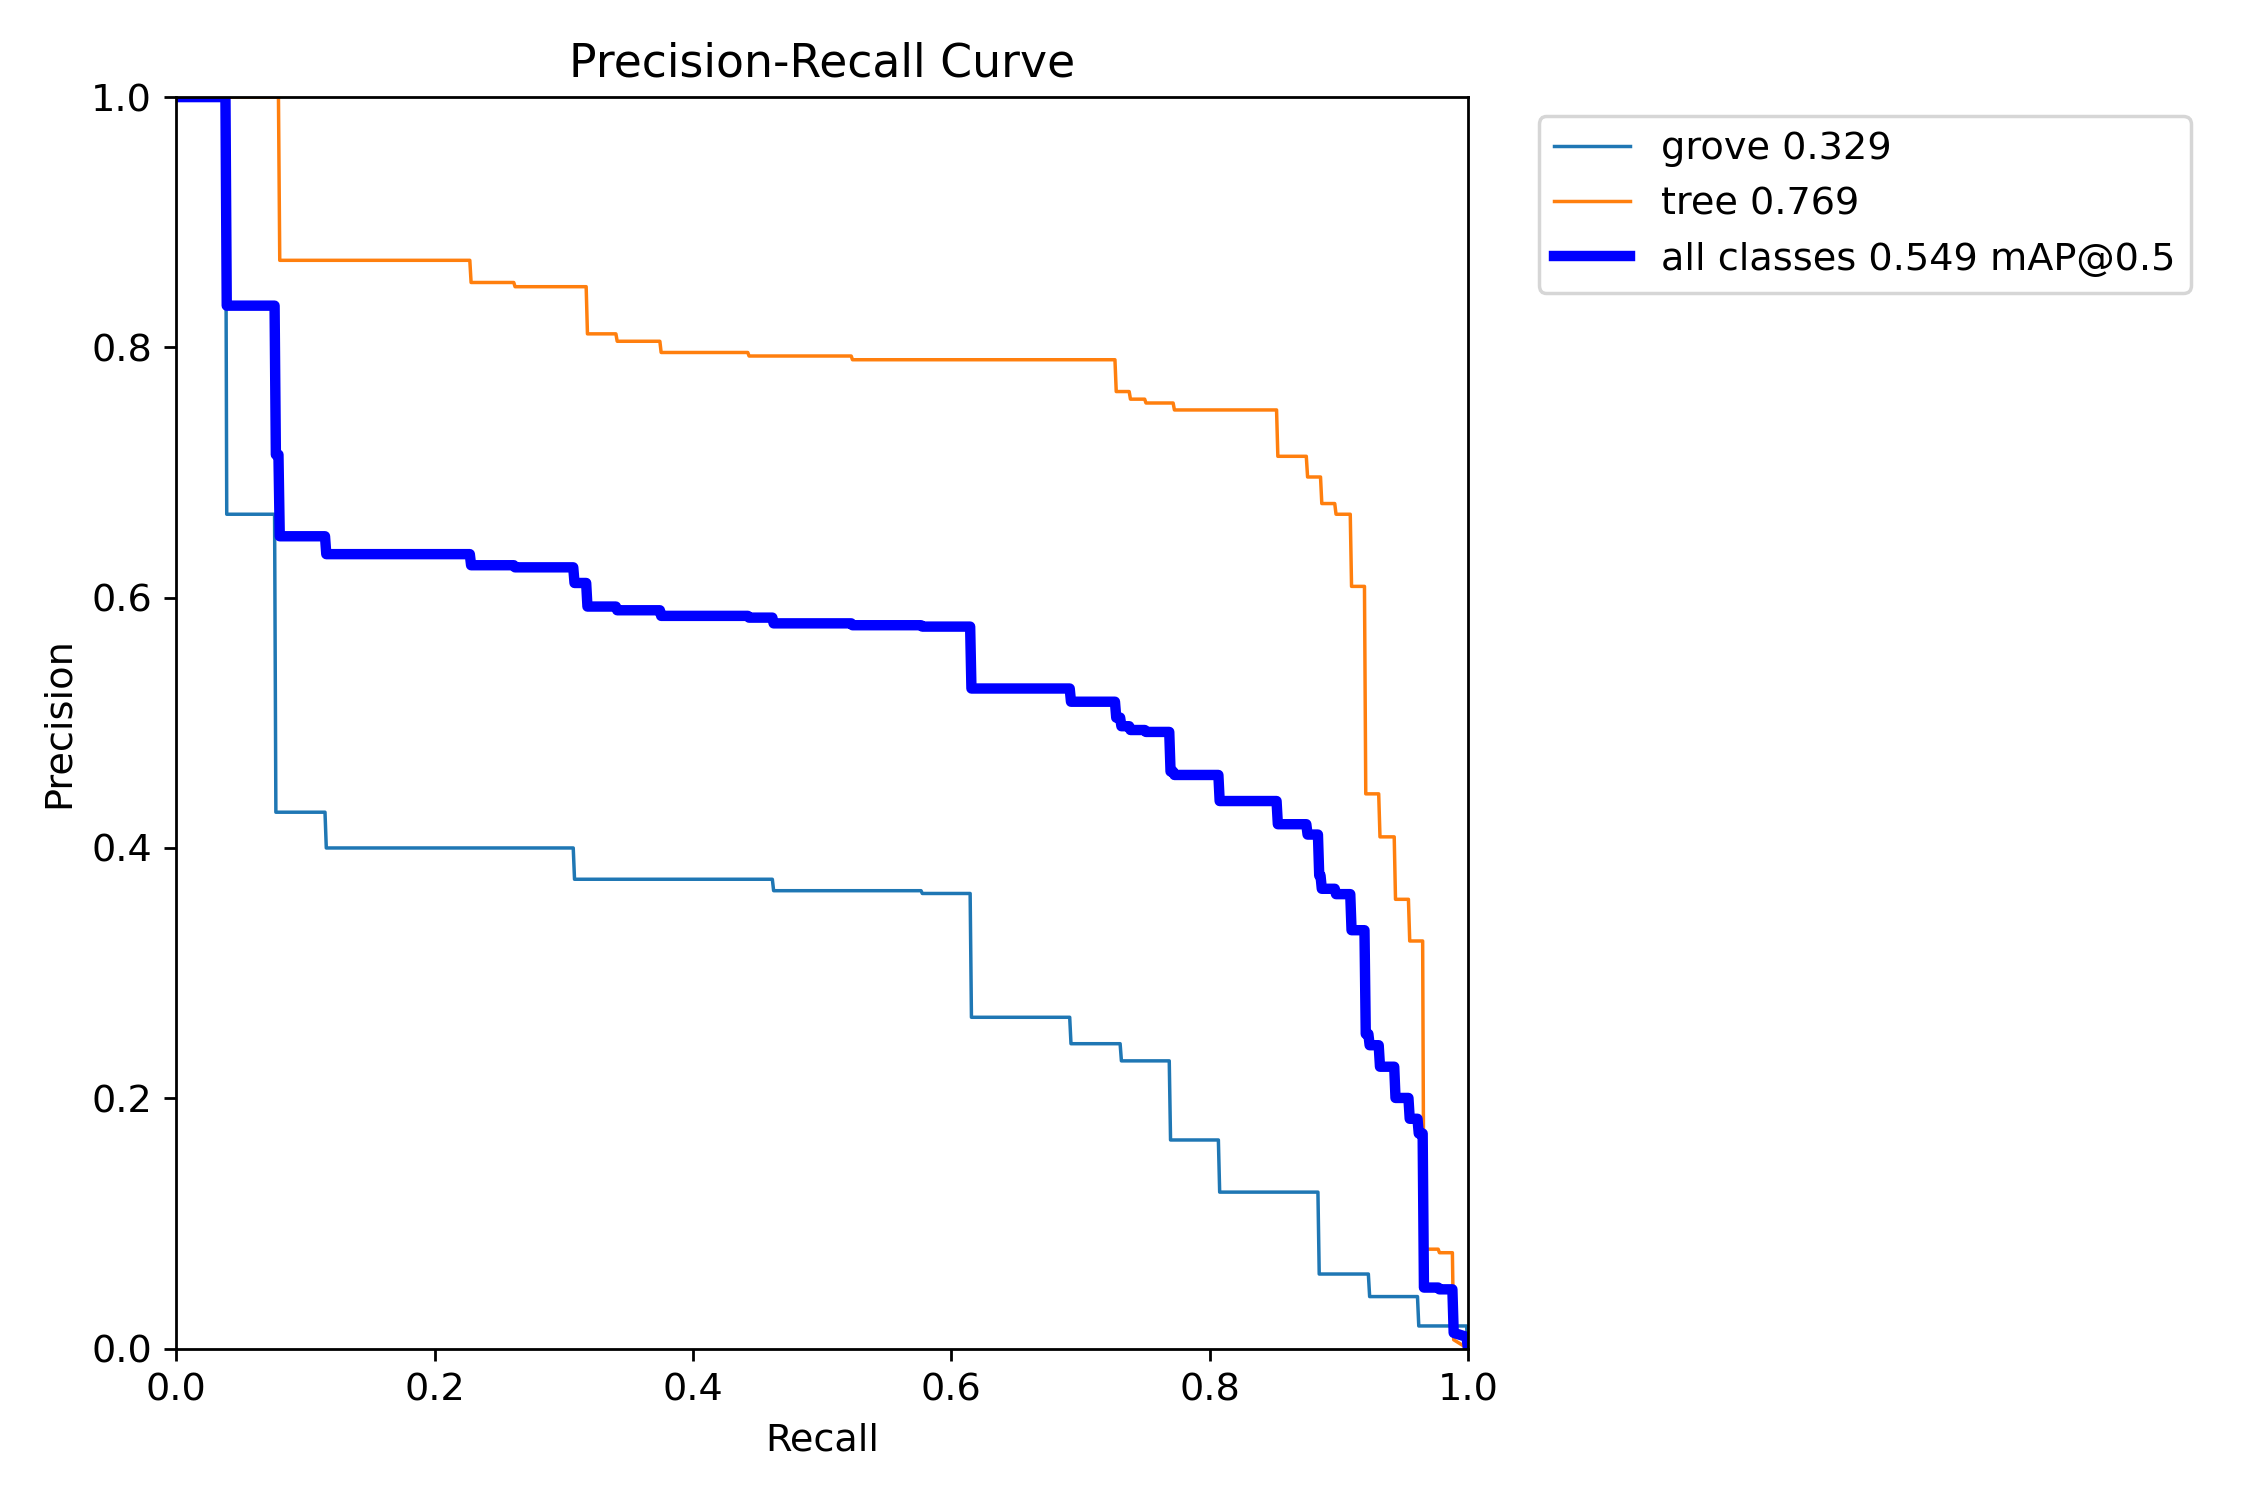 Precision-Recall Curve
1.0
0.8
0.6
0.4
0.2
0.0
Precision
0.0 0.2 0.4 0.6 0.8 1.0
Recall
grove 0.329
tree 0.769
all classes 0.549 mAP@0.5